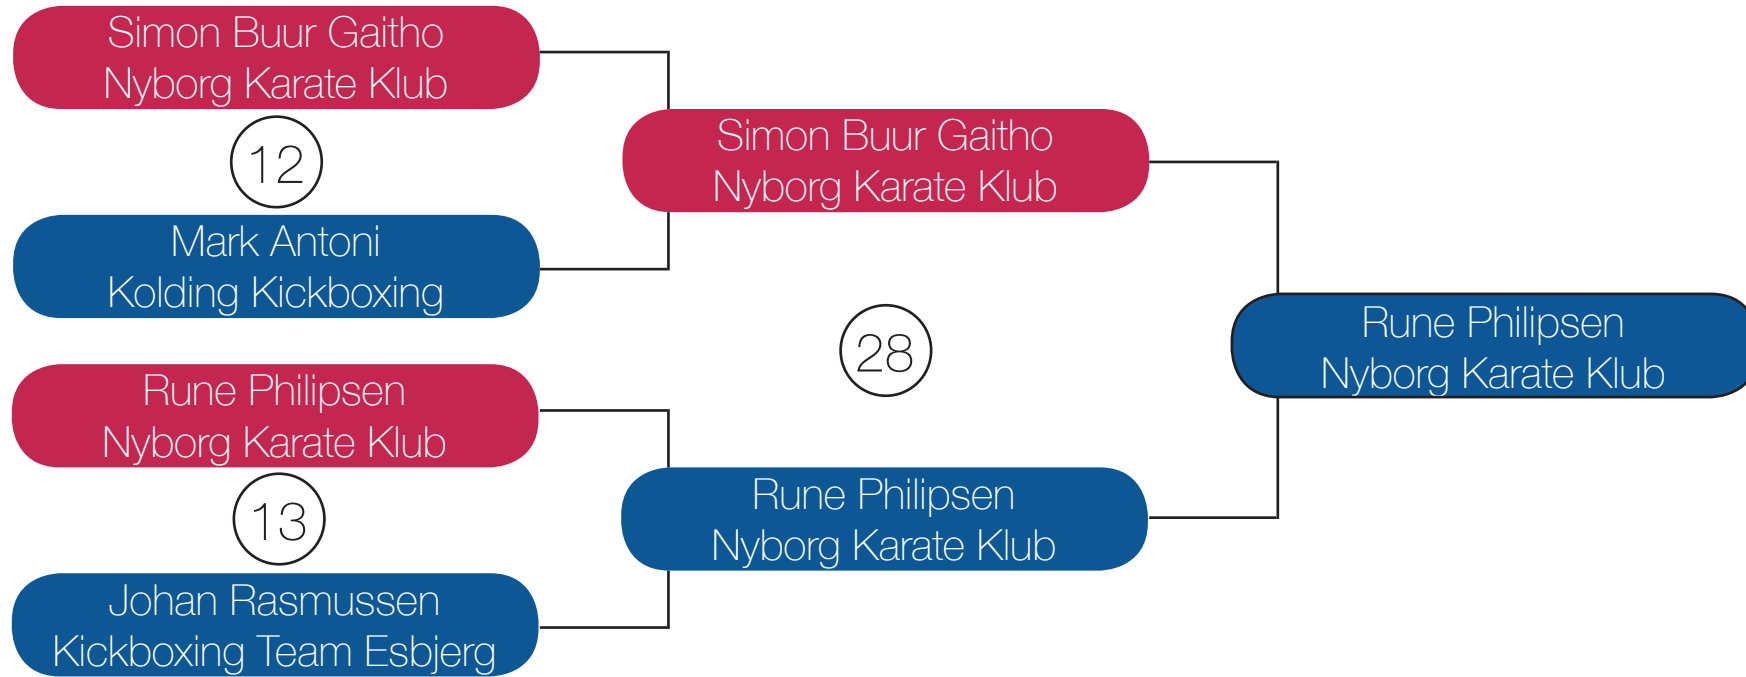 Simon Buur Gaitho
Nyborg Karate Klub
12
Mark Antoni
Kolding Kickboxing
Rune Philipsen
Nyborg Karate Klub
13
Johan Rasmussen
Kickboxing Team Esbjerg
Simon Buur Gaitho
Nyborg Karate Klub
28
Rune Philipsen
Nyborg Karate Klub
Rune Philipsen
Nyborg Karate Klub